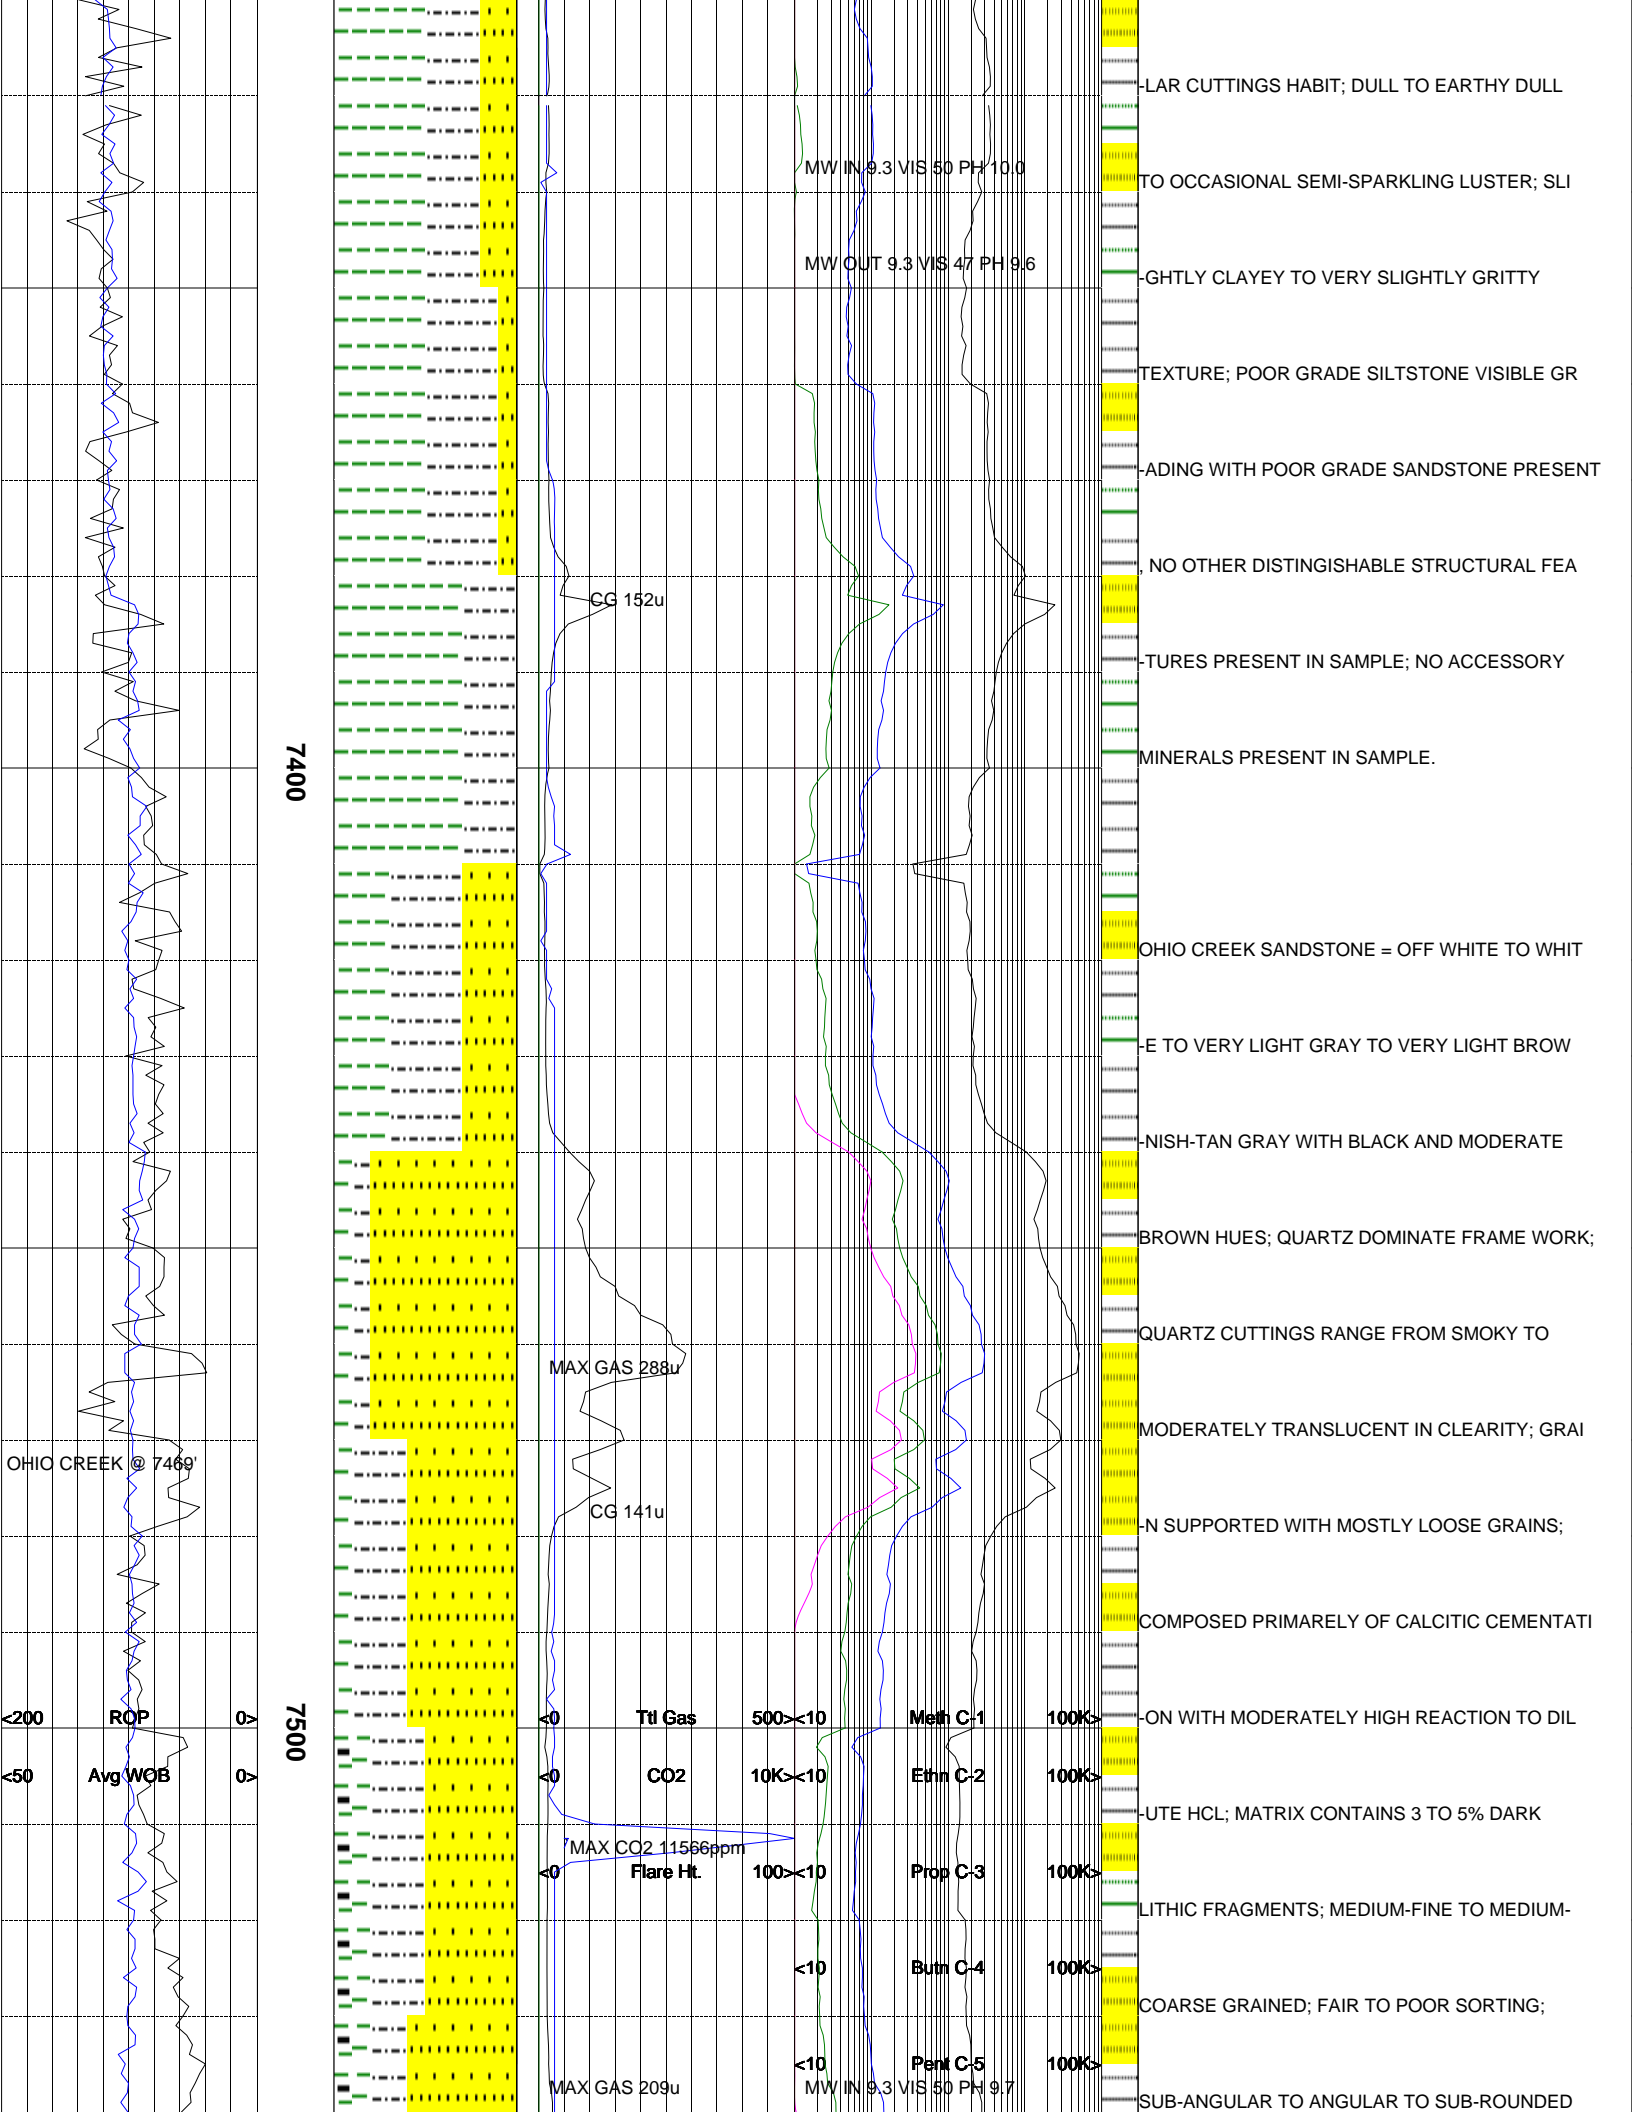 -LAR CUTTINGS HABIT; DULL TO EARTHY DULL
MW IN 9.3 VIS 50 PH 10.0
TO OCCASIONAL SEMI-SPARKLING LUSTER; SLI
MW OUT 9.3 VIS 47 PH 9.6
-GHTLY CLAYEY TO VERY SLIGHTLY GRITTY
TEXTURE; POOR GRADE SILTSTONE VISIBLE GR
-ADING WITH POOR GRADE SANDSTONE PRESENT
, NO OTHER DISTINGISHABLE STRUCTURAL FEA
CG 152u
-TURES PRESENT IN SAMPLE; NO ACCESSORY
7400
MINERALS PRESENT IN SAMPLE.
OHIO CREEK SANDSTONE = OFF WHITE TO WHIT
-E TO VERY LIGHT GRAY TO VERY LIGHT BROW
-NISH-TAN GRAY WITH BLACK AND MODERATE
BROWN HUES; QUARTZ DOMINATE FRAME WORK;
QUARTZ CUTTINGS RANGE FROM SMOKY TO
MAX GAS 288u
MODERATELY TRANSLUCENT IN CLEARITY; GRAI
OHIO CREEK @ 7469'
CG 141u
-N SUPPORTED WITH MOSTLY LOOSE GRAINS;
COMPOSED PRIMARELY OF CALCITIC CEMENTATI
<200 ROP 0>
7500
<0 Ttl Gas 500>
<10 Meth C-1 100K>
-ON WITH MODERATELY HIGH REACTION TO DIL
<50 Avg WOB 0>
<0 CO2 10K>
<10 Ethn C-2 100K>
-UTE HCL; MATRIX CONTAINS 3 TO 5% DARK
MAX CO2 11566ppm
<0 Flare Ht. 100>
<10 Prop C-3 100K>
LITHIC FRAGMENTS; MEDIUM-FINE TO MEDIUM-
<10 Butn C-4 100K>
COARSE GRAINED; FAIR TO POOR SORTING;
<10 Pent C-5 100K>
MAX GAS 209u
MW IN 9.3 VIS 50 PH 9.7
SUB-ANGULAR TO ANGULAR TO SUB-ROUNDED